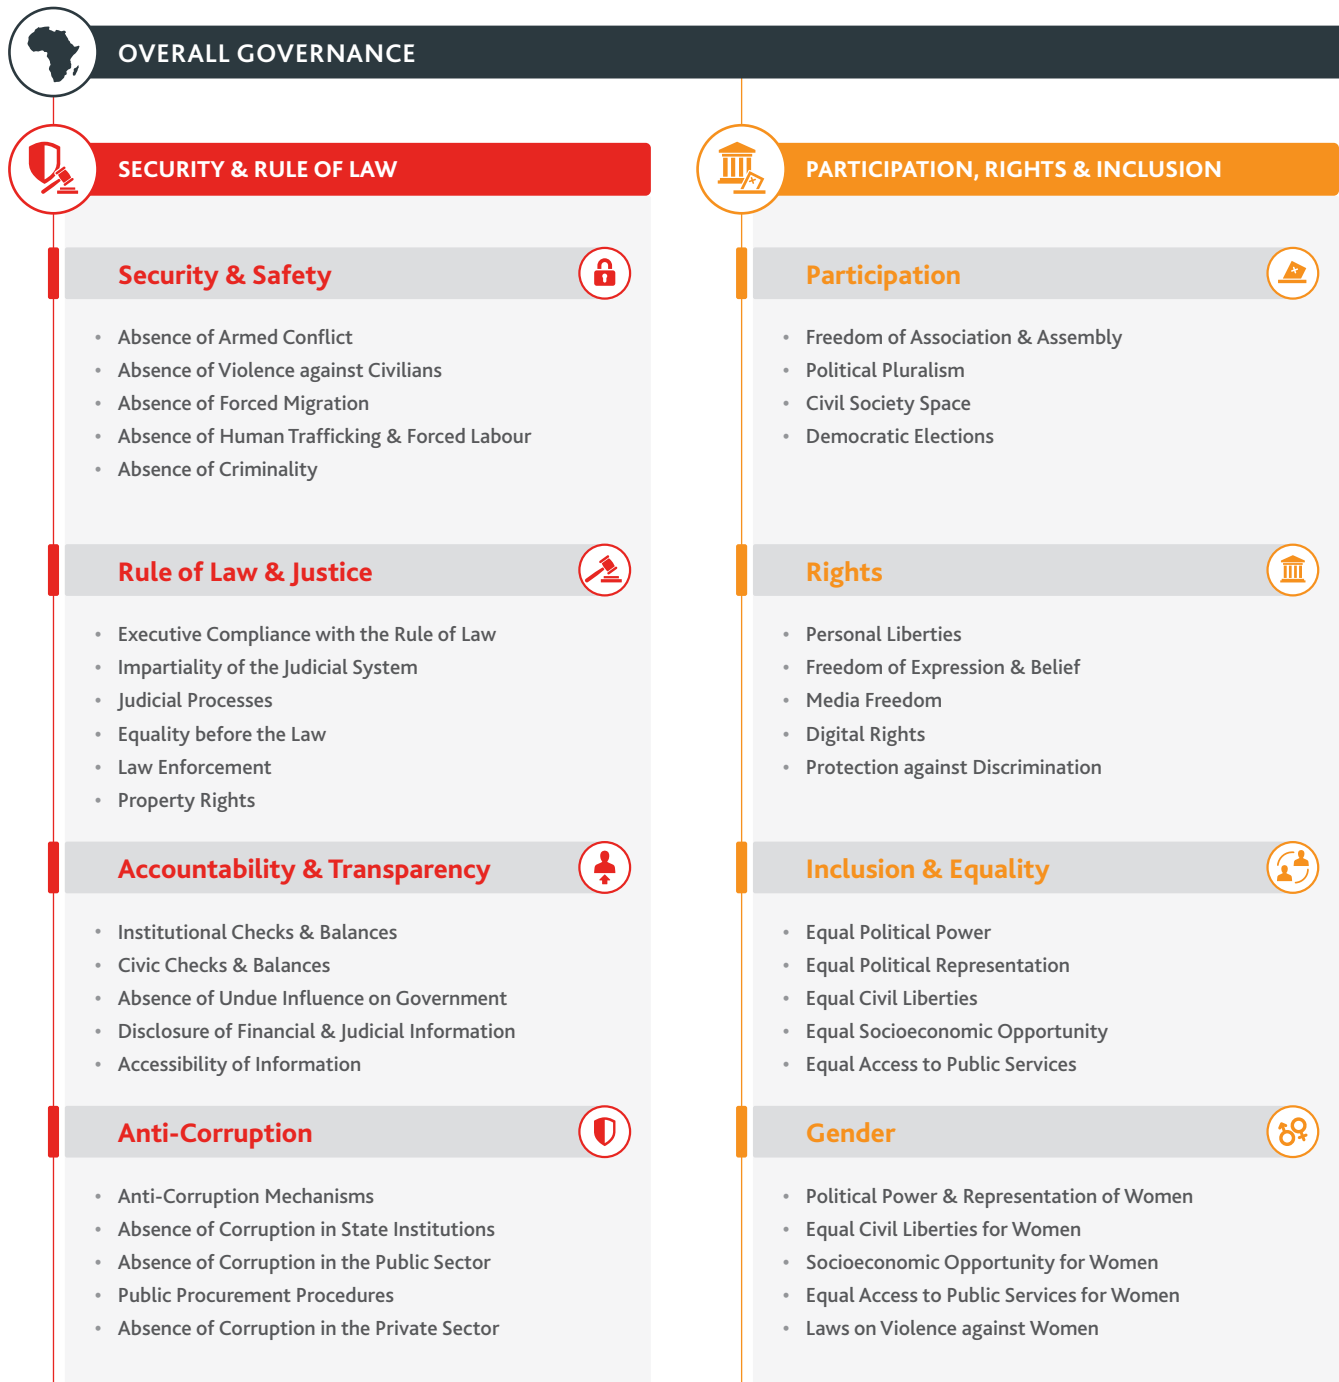 OVERALL GOVERNANCE
SECURITY & RULE OF LAW
Security & Safety
• Absence of Armed Conflict
• Absence of Violence against Civilians
• Absence of Forced Migration
• Absence of Human Trafficking & Forced Labour
• Absence of Criminality
Rule of Law & Justice
• Executive Compliance with the Rule of Law
• Impartiality of the Judicial System
• Judicial Processes
• Equality before the Law
• Law Enforcement
• Property Rights
Accountability & Transparency
• Institutional Checks & Balances
• Civic Checks & Balances
• Absence of Undue Influence on Government
• Disclosure of Financial & Judicial Information
• Accessibility of Information
Anti-Corruption
• Anti-Corruption Mechanisms
• Absence of Corruption in State Institutions
• Absence of Corruption in the Public Sector
• Public Procurement Procedures
• Absence of Corruption in the Private Sector
PARTICIPATION, RIGHTS & INCLUSION
Participation
• Freedom of Association & Assembly
• Political Pluralism
• Civil Society Space
• Democratic Elections
Rights
• Personal Liberties
• Freedom of Expression & Belief
• Media Freedom
• Digital Rights
• Protection against Discrimination
Inclusion & Equality
• Equal Political Power
• Equal Political Representation
• Equal Civil Liberties
• Equal Socioeconomic Opportunity
• Equal Access to Public Services
Gender
• Political Power & Representation of Women
• Equal Civil Liberties for Women
• Socioeconomic Opportunity for Women
• Equal Access to Public Services for Women
• Laws on Violence against Women